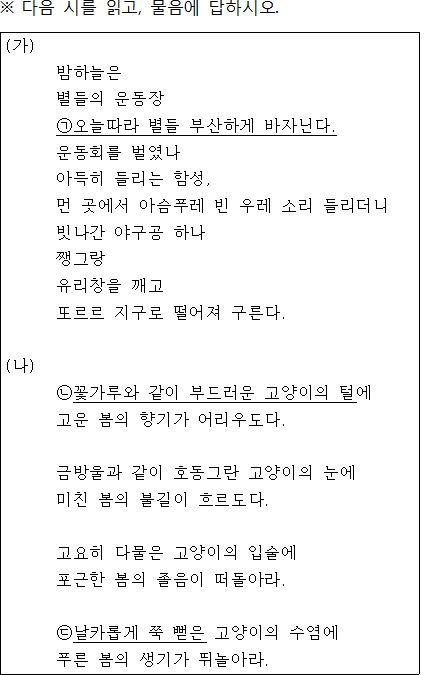 ※ 다음 시를 읽고, 물음에 답하시오.
(가)
밤하늘은
별들의 운동장
㉠오늘따라 별들 부산하게 바자닌다.
운동회를 벌였나
아득히 들리는 함성,
먼 곳에서 아슴푸레 빈 우레 소리 들리더니
빗나간 야구공 하나
쨍그랑
유리창을 깨고
또르르 지구로 떨어져 구른다.
(나)
㉡꽃가루와 같이 부드러운 고양이의 털에
고운 봄의 향기가 어리우도다.
금방울과 같이 호동그란 고양이의 눈에
미친 봄의 불길이 흐르도다.
고요히 다물은 고양이의 입술에
포근한 봄의 졸음이 떠돌아라.
㉢날카롭게 쭉 뻗은 고양이의 수염에
푸른 봄의 생기가 뛰놀아라.